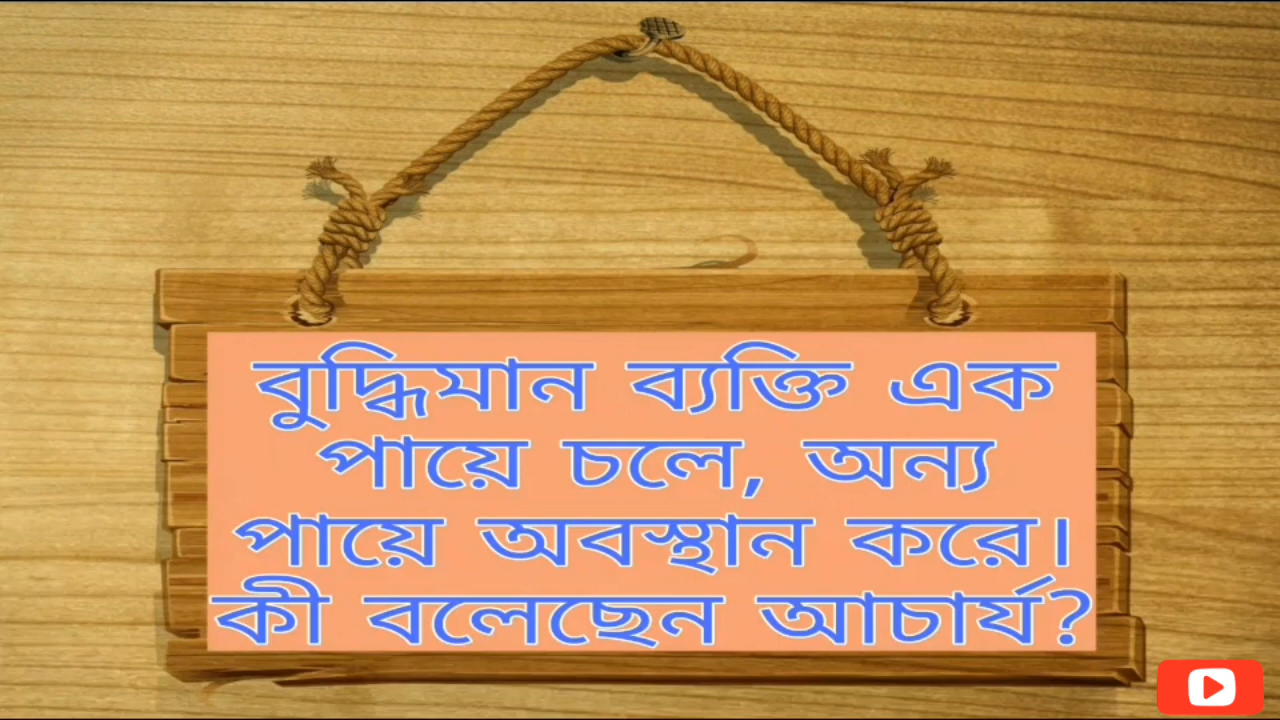 বুদ্ধিমান ব্যক্তি এক
পায়ে চলে, অন্য
পায়ে অবস্থান করে।
কী বলেছেন আচার্য?